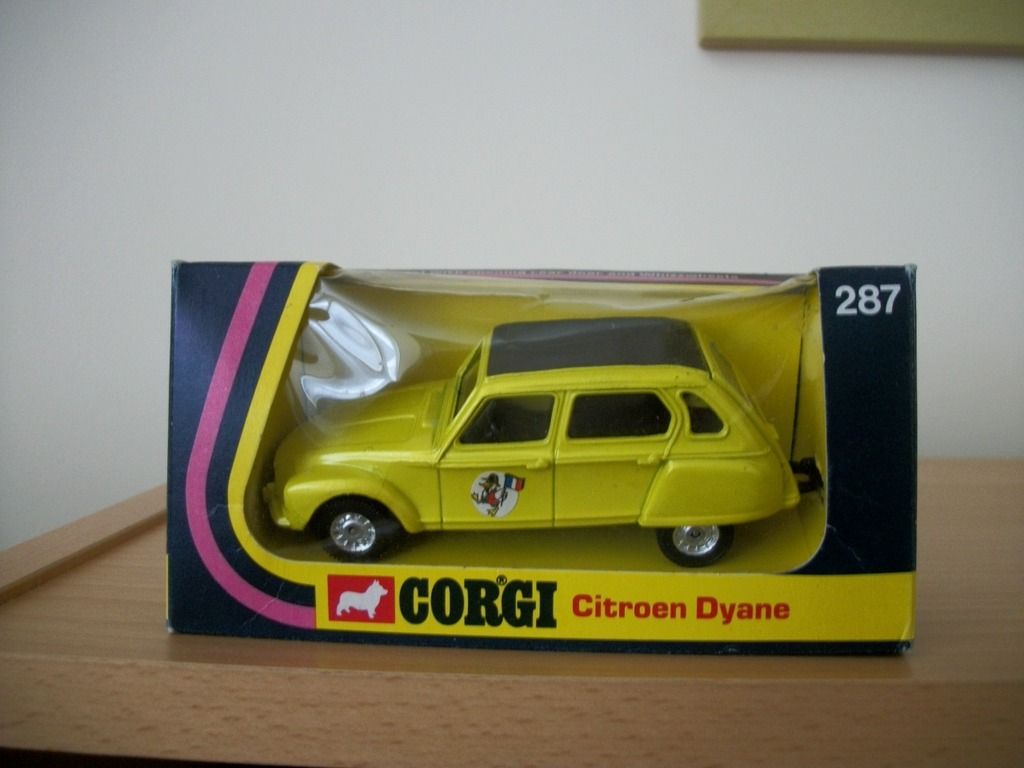 287
CORGI®
Citroen Dyane